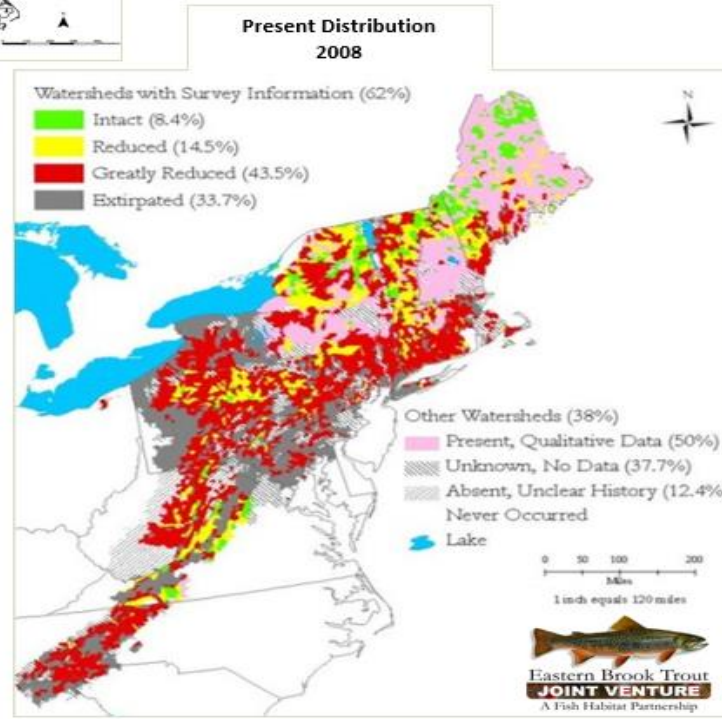 Present Distribution
2008
Watersheds with Survey Information (62%)
Intact (8.4%)
Reduced (14.5%)
Greatly Reduced (43.5%)
Extirpated (33.7%)
N
Other Watersheds (38%)
Present, Qualitative Data (50%)
Unknown, No Data (37.7%)
Absent, Unclear History (12.4%
Never Occurred
Lake
0 50 100 200
Miles
1 inch equals 120 miles
Eastern Brook Trout
JOINT VENTURE
A Fish Habitat Partnership